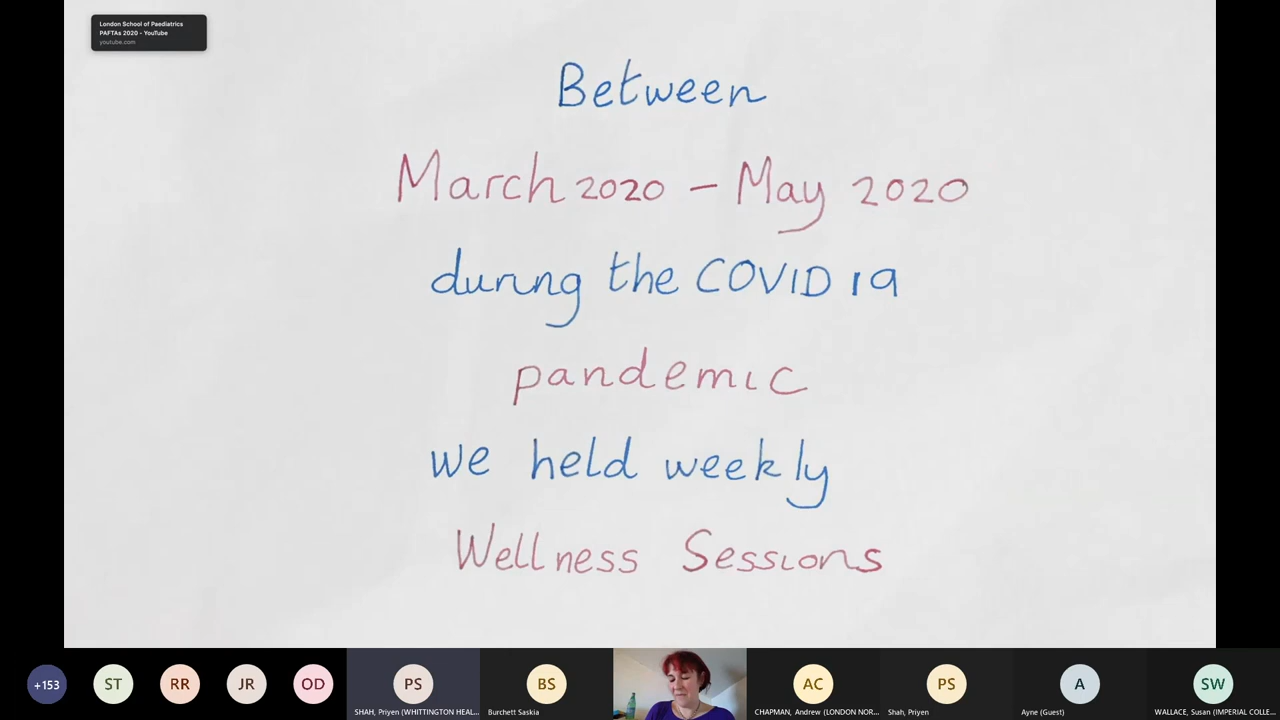 London School of Paediatrics
PAFTAs 2020 - YouTube
youtube.com
Between
March 2020 - May 2020
during the COVID 19
pandemic
we held weekly
Wellness Sessions
+153
ST
RR
JR
OD
PS
BS
AC
PS
A
SW
SHAH, Priyen (WHITTINGTON HEAL...
Burchett Saskia
CHAPMAN, Andrew (LONDON NOR...
Shah, Priyen
Ayne (Guest)
WALLACE, Susan (IMPERIAL COLLE...